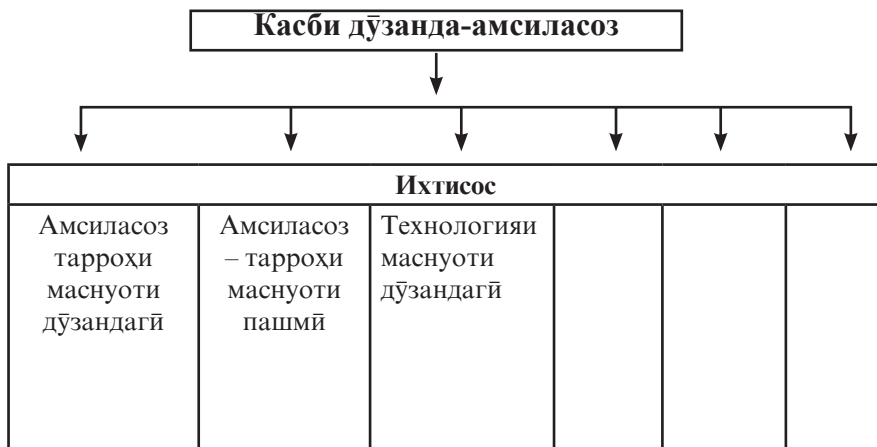 Касби дӯзанда-амсиласоз
Ихтисос
Амсиласоз
тарроҳи
маснуоти
дӯзандагӣ
Амсиласоз
– тарроҳи
маснуоти
пашмӣ
Технологияи
маснуоти
дӯзандагӣ